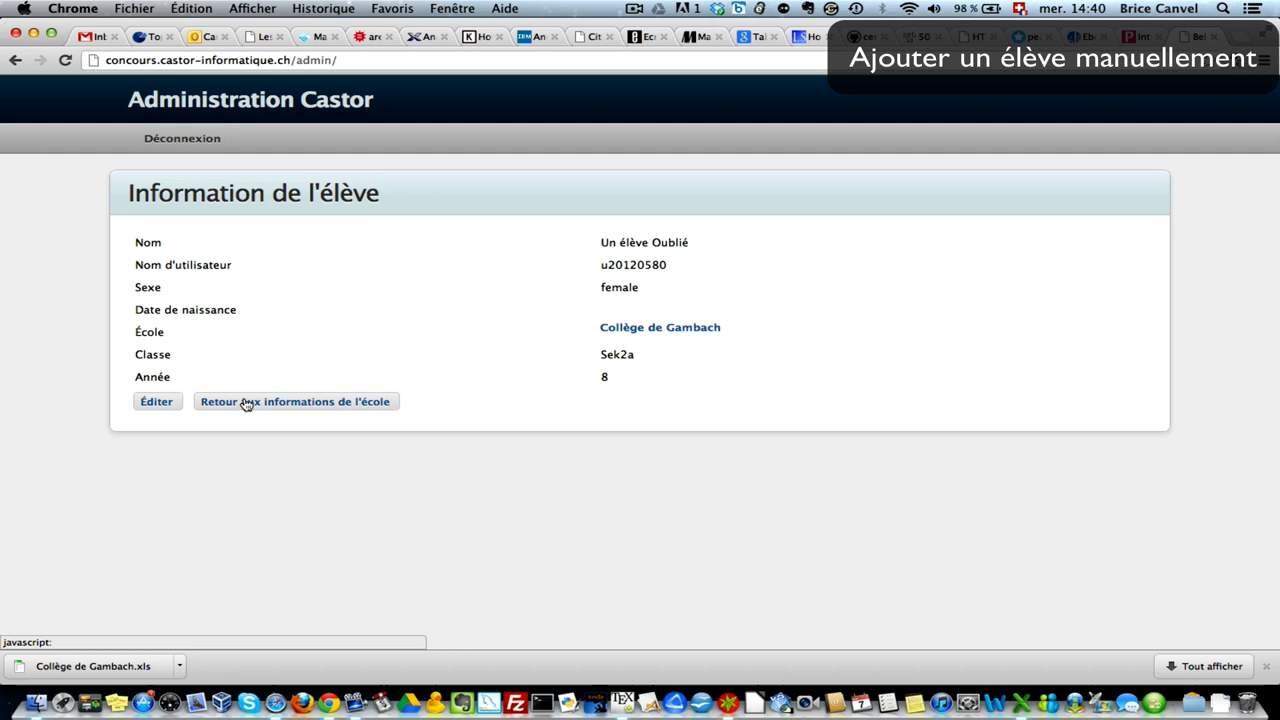 Chrome Fichier Édition Afficher Historique Favoris Fenêtre Aide 1 98 % mer. 14:40 Brice Canvel
Ajouter un élève manuellement
concours.castor-informatique.ch/admin/
Administration Castor
Déconnexion
Information de l'élève
Nom Un élève Oublié
Nom d'utilisateur u20120580
Sexe female
Date de naissance
École Collège de Gambach
Classe Sek2a
Année 8
Éditer Retour aux informations de l'école
javascript:
Collège de Gambach.xls Tout afficher